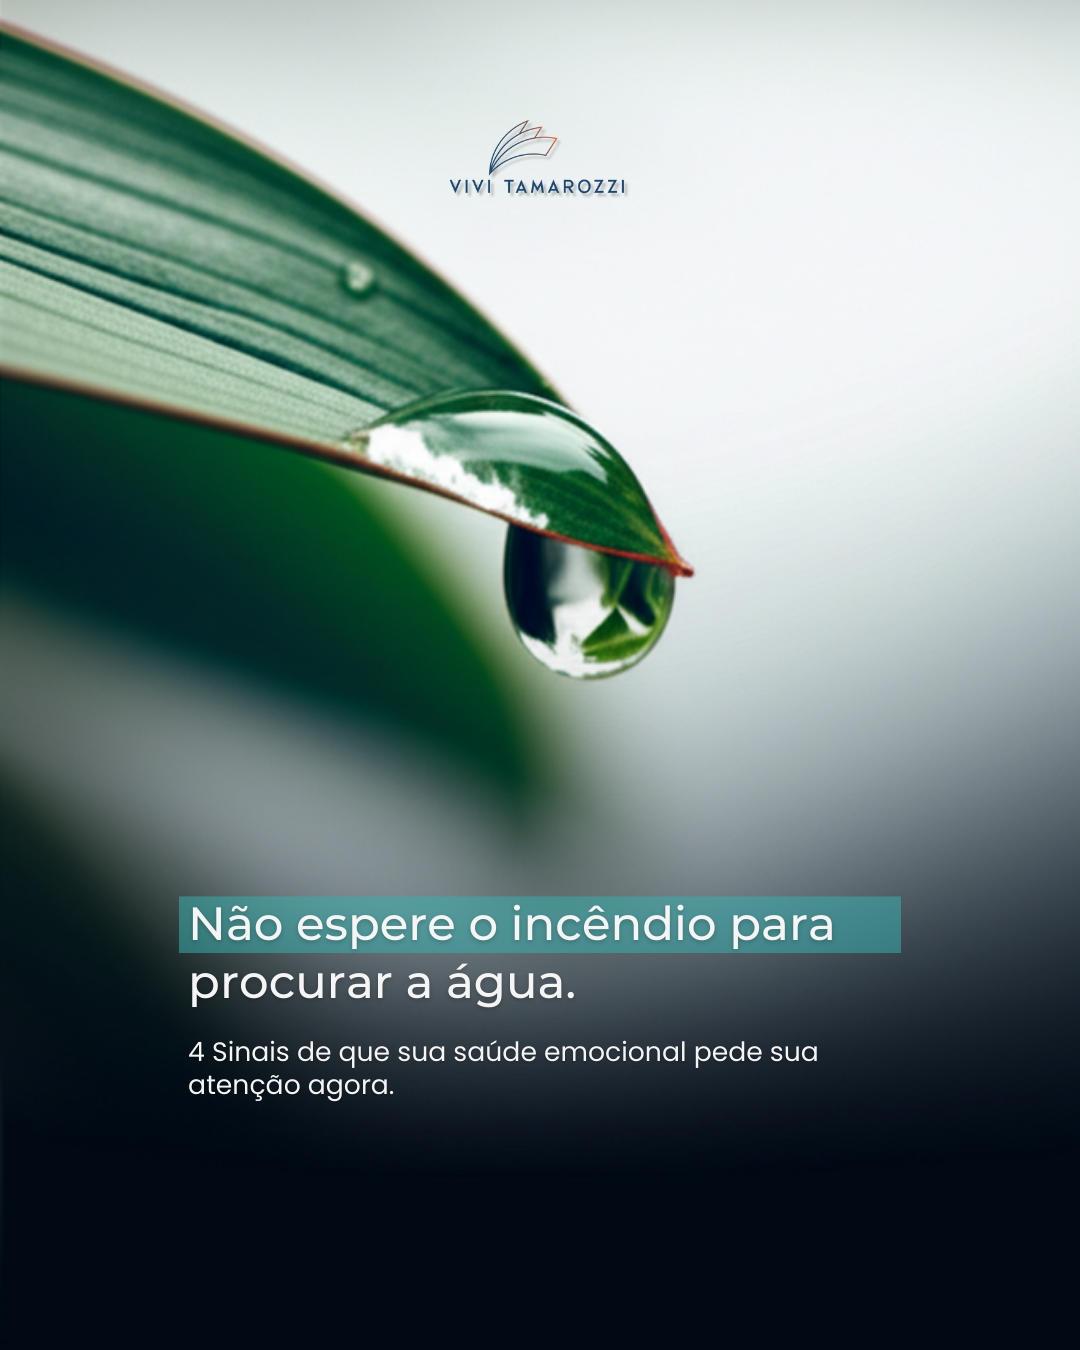 VIVI TAMAROZZI
Não espere o incêndio para
procurar a água.
4 Sinais de que sua saúde emocional pede sua
atenção agora.